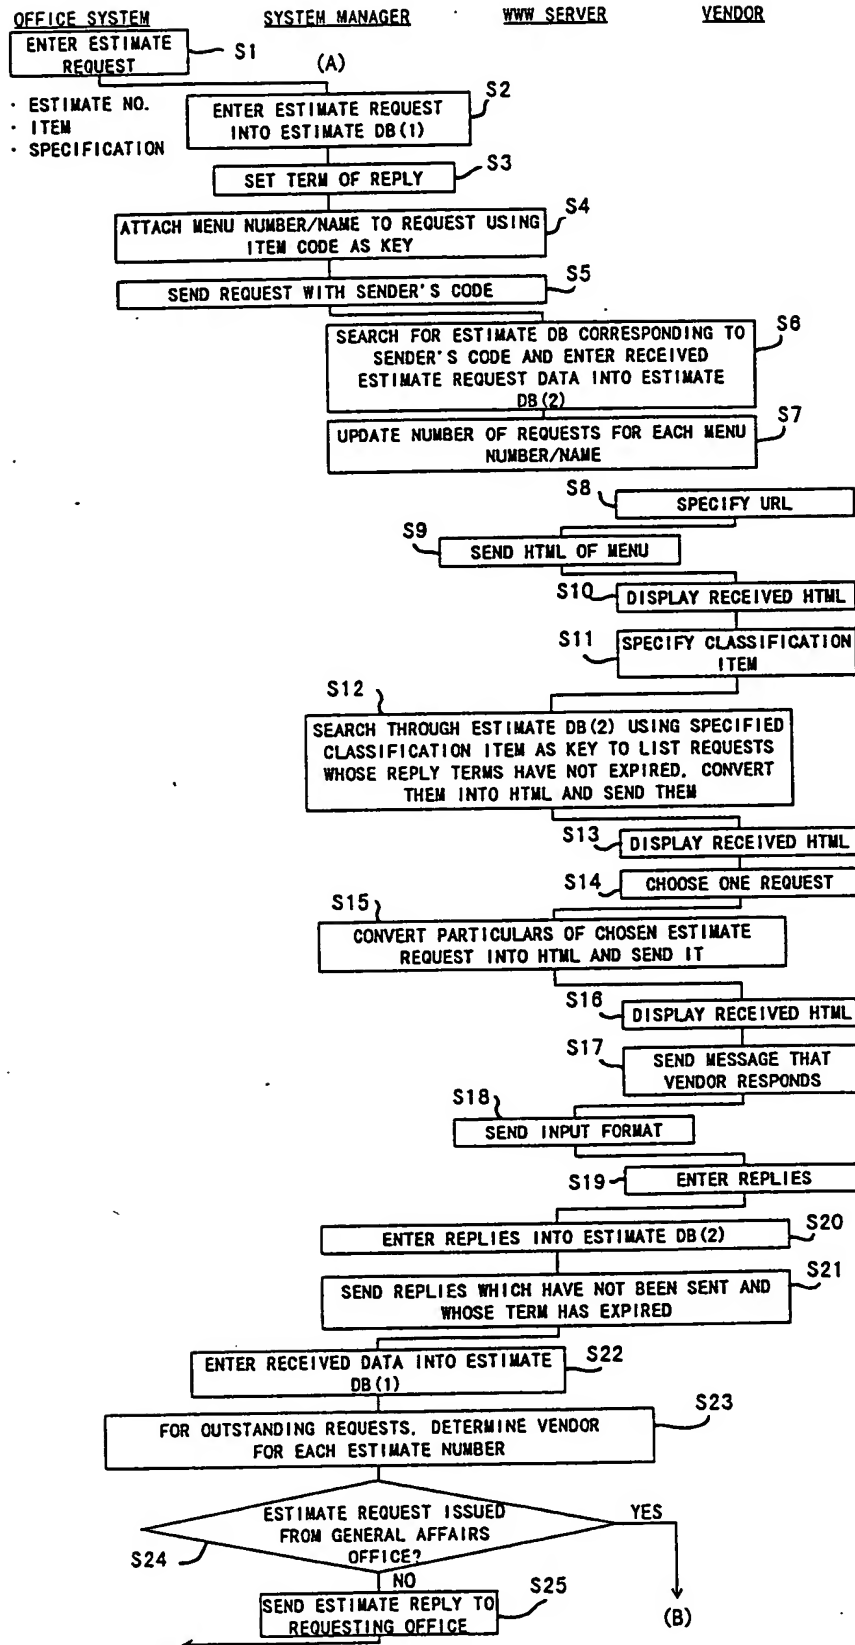 OFFICE SYSTEM
SYSTEM MANAGER
WWW SERVER
VENDOR
ENTER ESTIMATE
REQUEST
S1
(A)
· ESTIMATE NO.
· ITEM
· SPECIFICATION
ENTER ESTIMATE REQUEST
INTO ESTIMATE DB(1)
S2
SET TERM OF REPLY
S3
ATTACH MENU NUMBER/NAME TO REQUEST USING
ITEM CODE AS KEY
S4
SEND REQUEST WITH SENDER'S CODE
S5
SEARCH FOR ESTIMATE DB CORRESPONDING TO
SENDER'S CODE AND ENTER RECEIVED
ESTIMATE REQUEST DATA INTO ESTIMATE
DB(2)
S6
UPDATE NUMBER OF REQUESTS FOR EACH MENU
NUMBER/NAME
S7
S8
SPECIFY URL
S9
SEND HTML OF MENU
S10
DISPLAY RECEIVED HTML
S11
SPECIFY CLASSIFICATION
ITEM
S12
SEARCH THROUGH ESTIMATE DB(2) USING SPECIFIED
CLASSIFICATION ITEM AS KEY TO LIST REQUESTS
WHOSE REPLY TERMS HAVE NOT EXPIRED, CONVERT
THEM INTO HTML AND SEND THEM
S13
DISPLAY RECEIVED HTML
S14
CHOOSE ONE REQUEST
S15
CONVERT PARTICULARS OF CHOSEN ESTIMATE
REQUEST INTO HTML AND SEND IT
S16
DISPLAY RECEIVED HTML
S17
SEND MESSAGE THAT
VENDOR RESPONDS
S18
SEND INPUT FORMAT
S19
ENTER REPLIES
ENTER REPLIES INTO ESTIMATE DB(2)
S20
SEND REPLIES WHICH HAVE NOT BEEN SENT AND
WHOSE TERM HAS EXPIRED
S21
ENTER RECEIVED DATA INTO ESTIMATE
DB(1)
S22
FOR OUTSTANDING REQUESTS, DETERMINE VENDOR
FOR EACH ESTIMATE NUMBER
S23
ESTIMATE REQUEST ISSUED
FROM GENERAL AFFAIRS
OFFICE?
S24
YES
NO
(B)
SEND ESTIMATE REPLY TO
REQUESTING OFFICE
S25